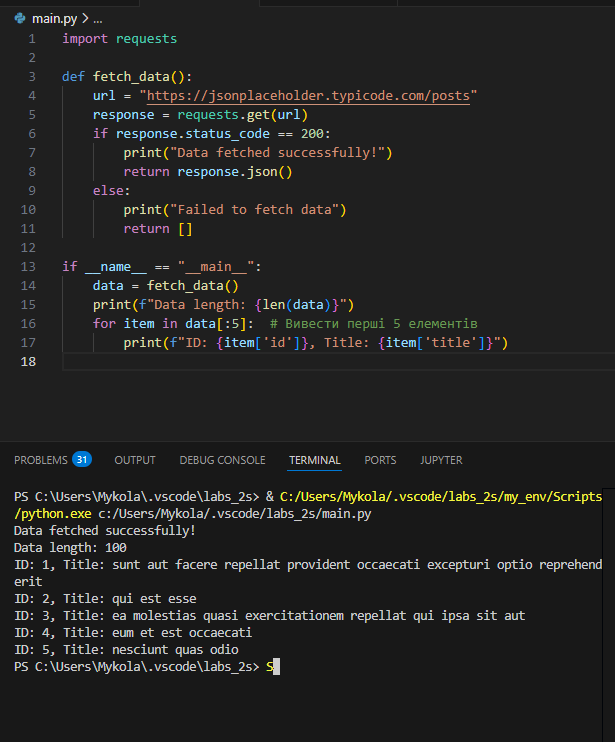 main.py > ...
1 import requests
2
3 def fetch_data():
4     url = "https://jsonplaceholder.typicode.com/posts"
5     response = requests.get(url)
6     if response.status_code == 200:
7         print("Data fetched successfully!")
8         return response.json()
9     else:
10         print("Failed to fetch data")
11         return []
12
13 if __name__ == "__main__":
14     data = fetch_data()
15     print(f"Data length: {len(data)}")
16     for item in data[:5]:  # Вивести перші 5 елементів
17         print(f"ID: {item['id']}, Title: {item['title']}")
18
PROBLEMS 31 OUTPUT DEBUG CONSOLE TERMINAL PORTS JUPYTER
PS C:\Users\Mykola\.vscode\labs_2s> & C:/Users/Mykola/.vscode/labs_2s/my_env/Scripts
/python.exe c:/Users/Mykola/.vscode/labs_2s/main.py
Data fetched successfully!
Data length: 100
ID: 1, Title: sunt aut facere repellat provident occaecati excepturi optio reprehend
erit
ID: 2, Title: qui est esse
ID: 3, Title: ea molestias quasi exercitationem repellat qui ipsa sit aut
ID: 4, Title: eum et est occaecati
ID: 5, Title: nesciunt quas odio
PS C:\Users\Mykola\.vscode\labs_2s> S